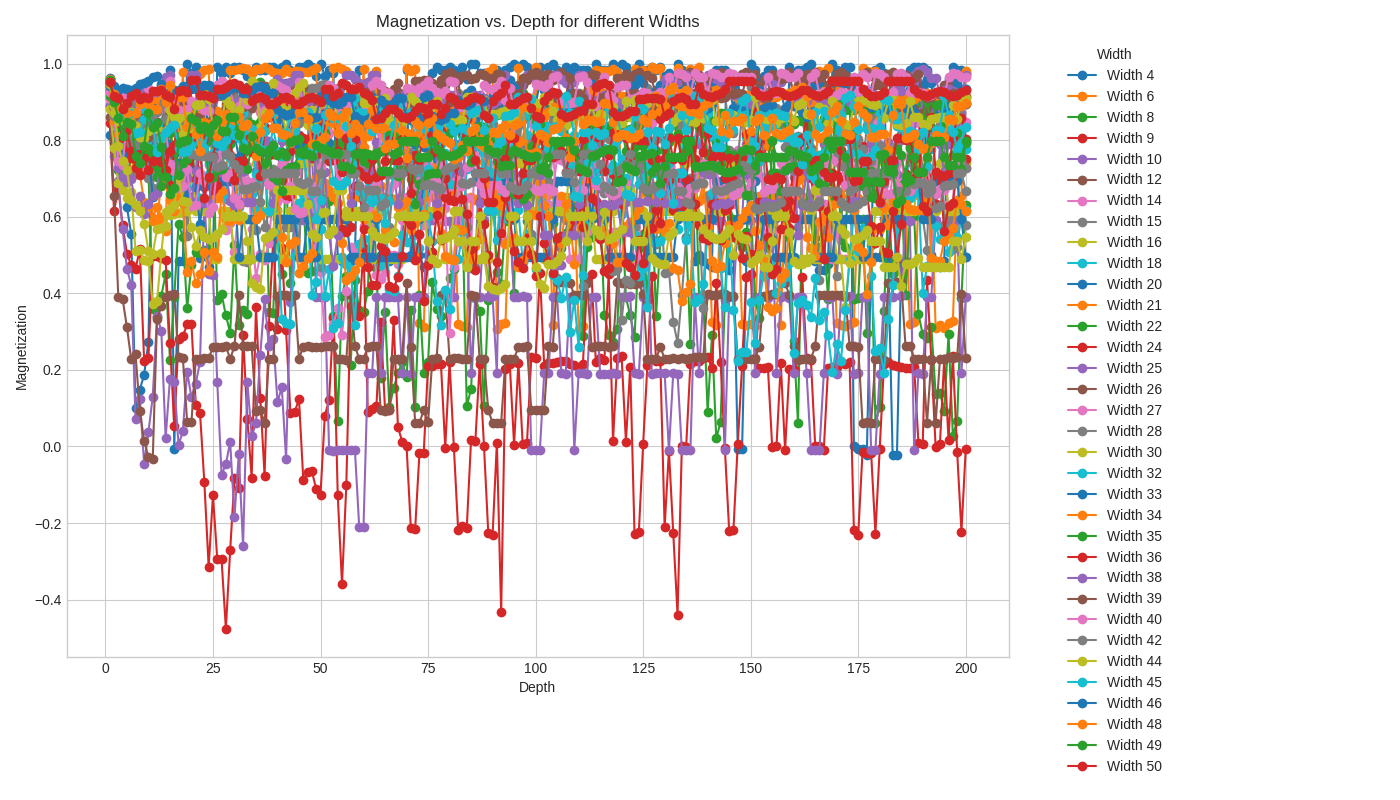 Magnetization vs. Depth for different Widths
Magnetization
1.0
0.8
0.6
0.4
0.2
0.0
−0.2
−0.4
0 25 50 75 100 125 150 175 200
Depth
Width
Width 4
Width 6
Width 8
Width 9
Width 10
Width 12
Width 14
Width 15
Width 16
Width 18
Width 20
Width 21
Width 22
Width 24
Width 25
Width 26
Width 27
Width 28
Width 30
Width 32
Width 33
Width 34
Width 35
Width 36
Width 38
Width 39
Width 40
Width 42
Width 44
Width 45
Width 46
Width 48
Width 49
Width 50